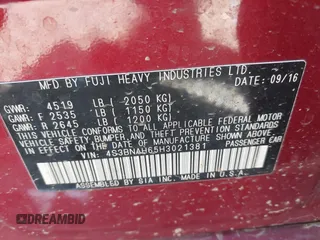 MFD BY FUJI HEAVY INDUSTRIES LTD.
DATE: 09/16
GVWR: 4519 LB ( 2050 KG)
GAWR: F 2535 LB ( 1150 KG)
GAWR: R 2645 LB ( 1200 KG)
THIS VEHICLE CONFORMS TO ALL APPLICABLE FEDERAL MOTOR
VEHICLE SAFETY, BUMPER AND THEFT PREVENTION STANDARDS
IN EFFECT ON THE DATE OF MANUFACTURE SHOWN ABOVE.
VIN: 4S3BNAH65H3021381
ASSEMBLED BY SIA INC. MADE IN U.S.A
DREAMBID